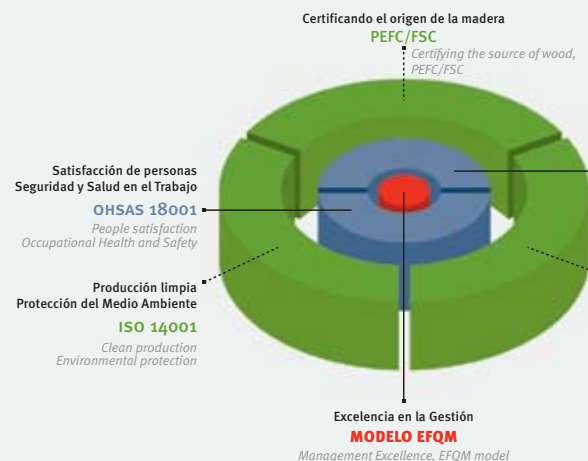 Certificando el origen de la madera
PEFC/FSC
Certifying the source of wood,
PEFC/FSC
Satisfacción de personas
Seguridad y Salud en el Trabajo
OHSAS 18001
People satisfaction
Occupational Health and Safety
Producción limpia
Protección del Medio Ambiente
ISO 14001
Clean production
Environmental protection
Excelencia en la Gestión
MODELO EFQM
Management Excellence. EFQM model